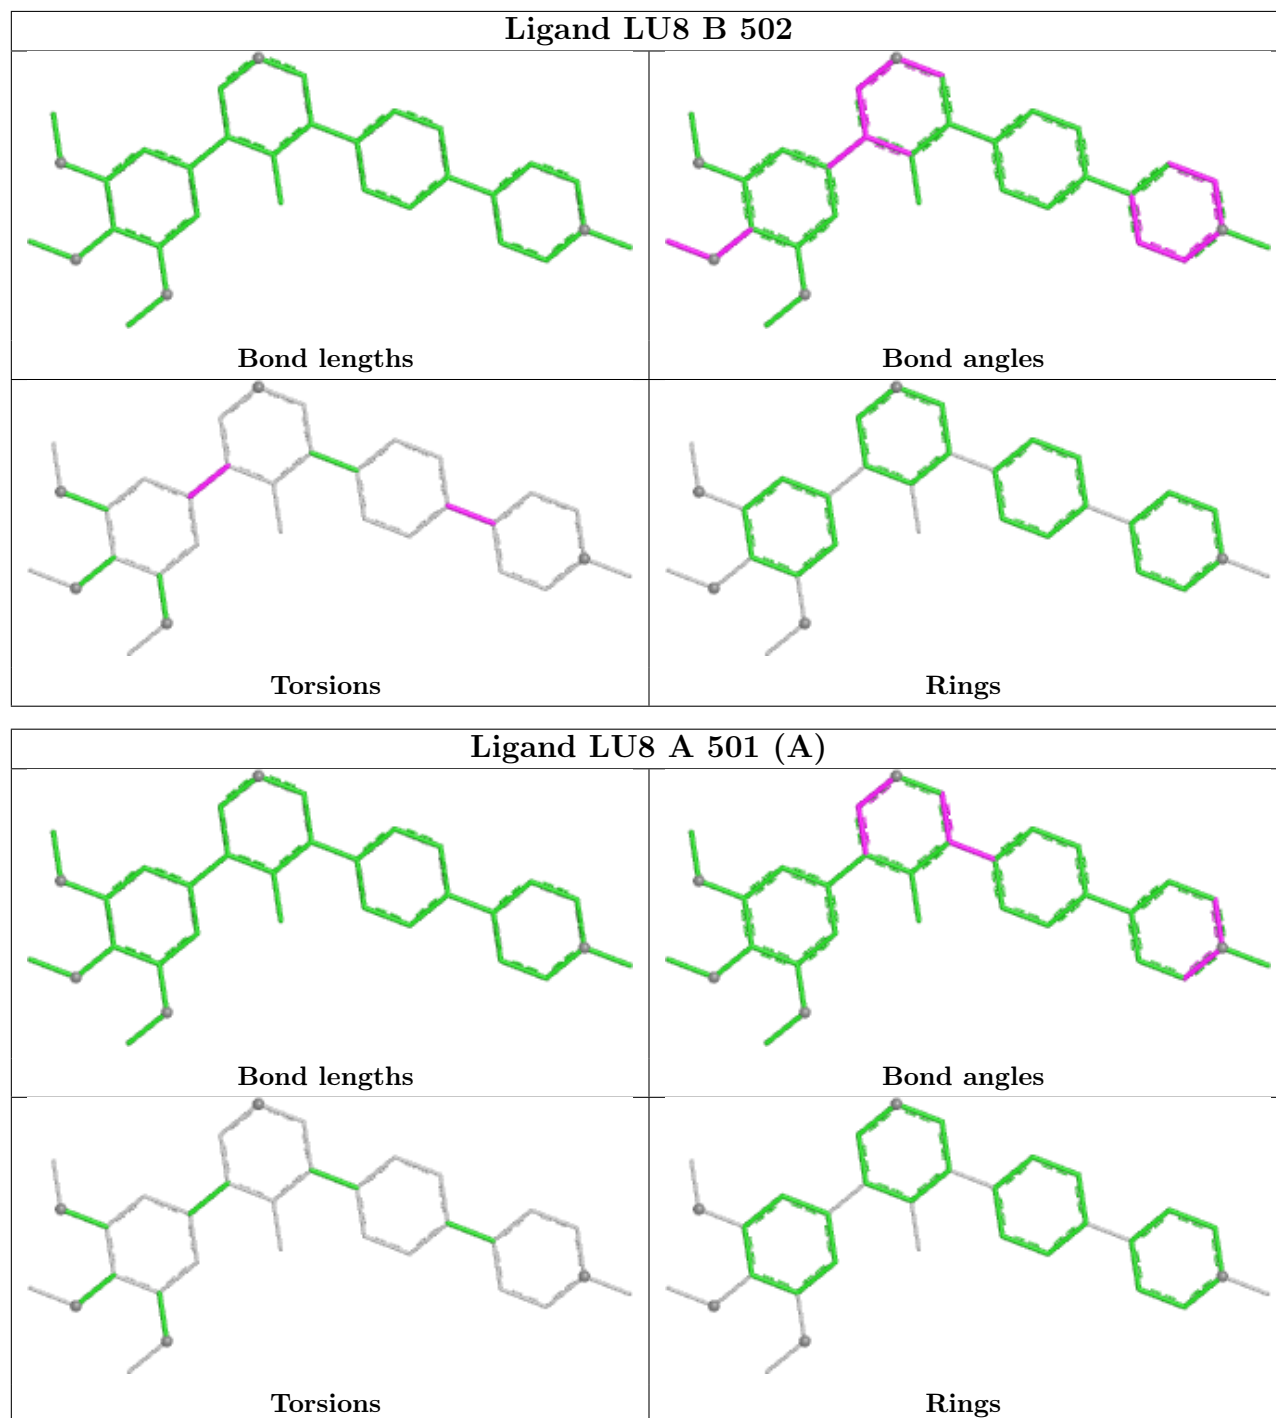 Ligand LU8 B 502
Bond lengths
Bond angles
Torsions
Rings
Ligand LU8 A 501 (A)
Bond lengths
Bond angles
Torsions
Rings